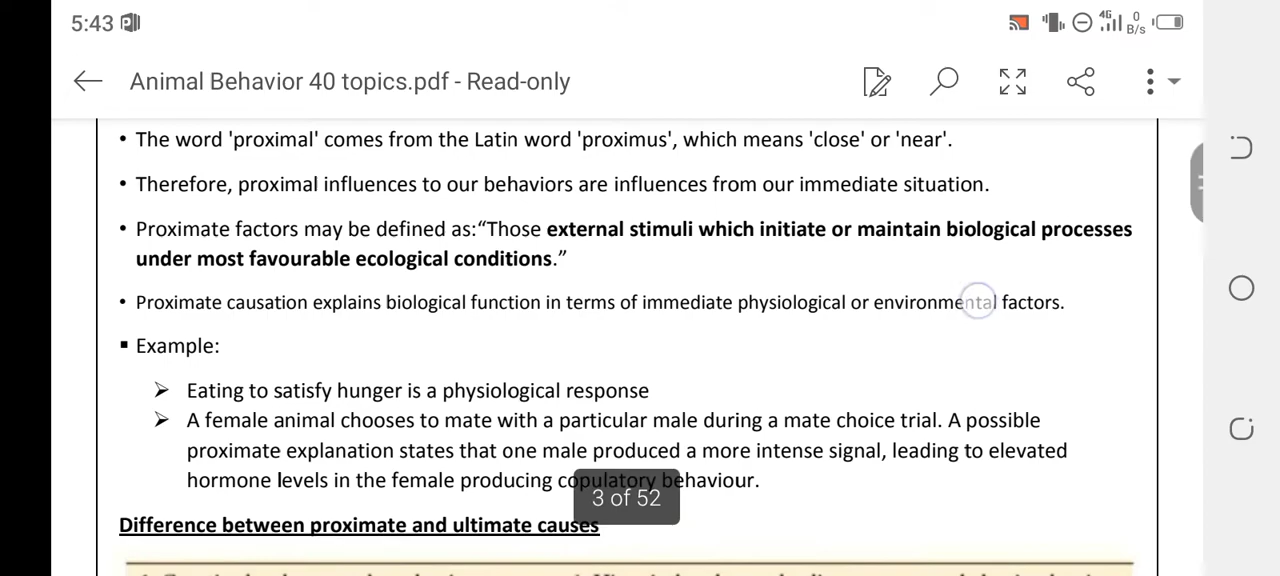 5:43
4G 0 B/s
Animal Behavior 40 topics.pdf - Read-only
• The word 'proximal' comes from the Latin word 'proximus', which means 'close' or 'near'.
• Therefore, proximal influences to our behaviors are influences from our immediate situation.
• Proximate factors may be defined as:“Those external stimuli which initiate or maintain biological processes
under most favourable ecological conditions.”
• Proximate causation explains biological function in terms of immediate physiological or environmental factors.
▪ Example:
➢ Eating to satisfy hunger is a physiological response
➢ A female animal chooses to mate with a particular male during a mate choice trial. A possible
proximate explanation states that one male produced a more intense signal, leading to elevated
hormone levels in the female producing copulatory behaviour.
3 of 52
Difference between proximate and ultimate causes